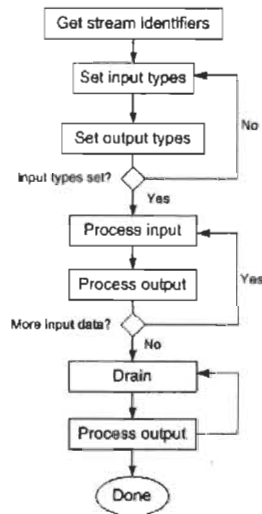 Get stream identifiers
Set input types
No
Set output types
Input types set?
Yes
Process input
Process output
Yes
More input data?
No
Drain
Process output
Done